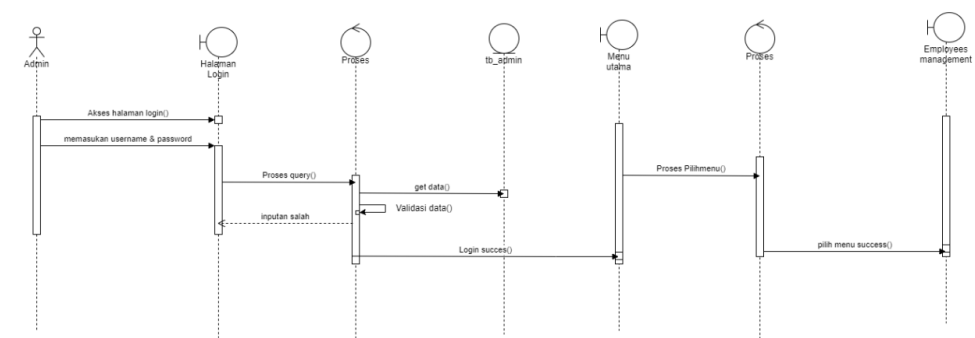 Admin
Halaman
Login
Proses
tb_admin
Menu
utama
Proses
Employees
management
Akses halaman login()
memasukan username & password
Proses query()
get data()
Validasi data()
inputan salah
Login succes()
Proses Pilihmenu()
pilih menu success()